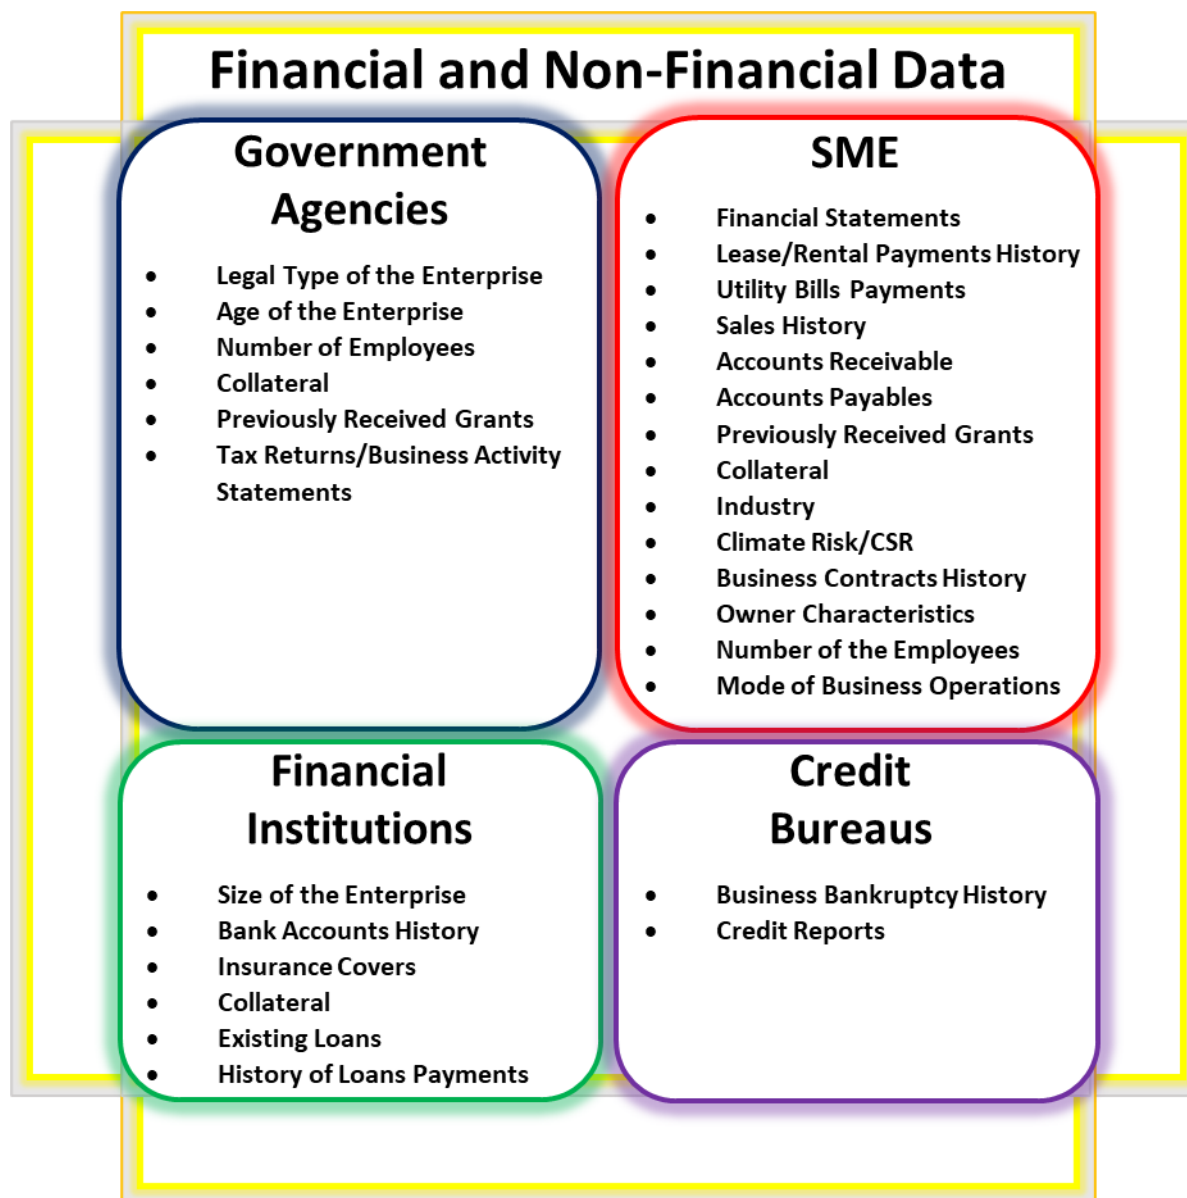 Financial and Non-Financial Data
Government
Agencies
• Legal Type of the Enterprise
• Age of the Enterprise
• Number of Employees
• Collateral
• Previously Received Grants
• Tax Returns/Business Activity
Statements
SME
• Financial Statements
• Lease/Rental Payments History
• Utility Bills Payments
• Sales History
• Accounts Receivable
• Accounts Payables
• Previously Received Grants
• Collateral
• Industry
• Climate Risk/CSR
• Business Contracts History
• Owner Characteristics
• Number of the Employees
• Mode of Business Operations
Financial
Institutions
• Size of the Enterprise
• Bank Accounts History
• Insurance Covers
• Collateral
• Existing Loans
• History of Loans Payments
Credit
Bureaus
• Business Bankruptcy History
• Credit Reports